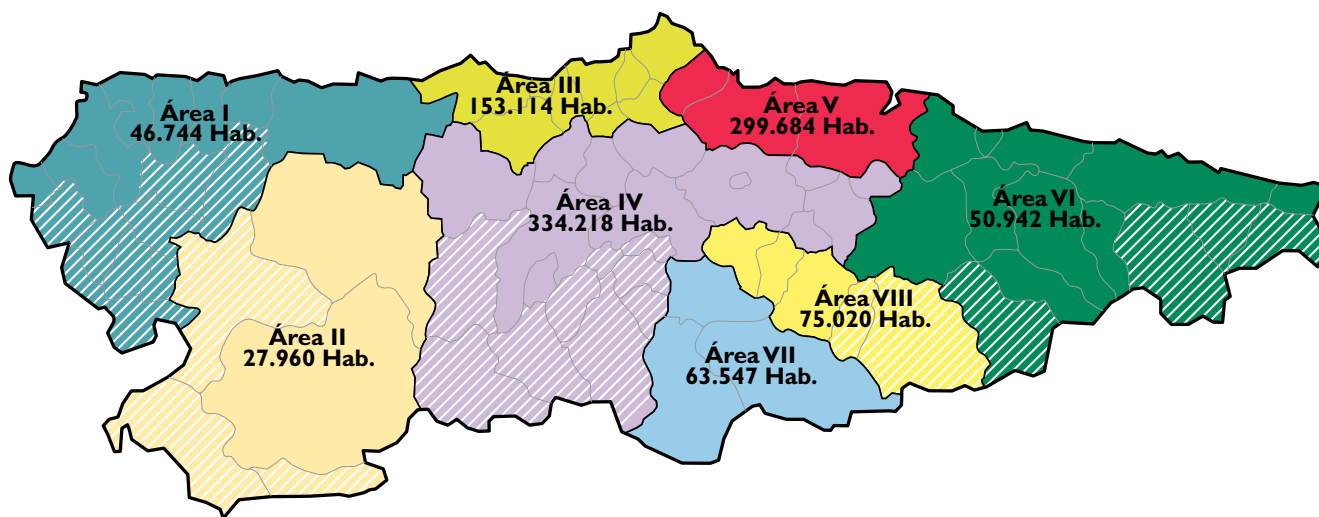 Área I
46.744 Hab.
Área II
27.960 Hab.
Área III
153.114 Hab.
Área IV
334.218 Hab.
Área V
299.684 Hab.
Área VI
50.942 Hab.
Área VII
63.547 Hab.
Área VIII
75.020 Hab.